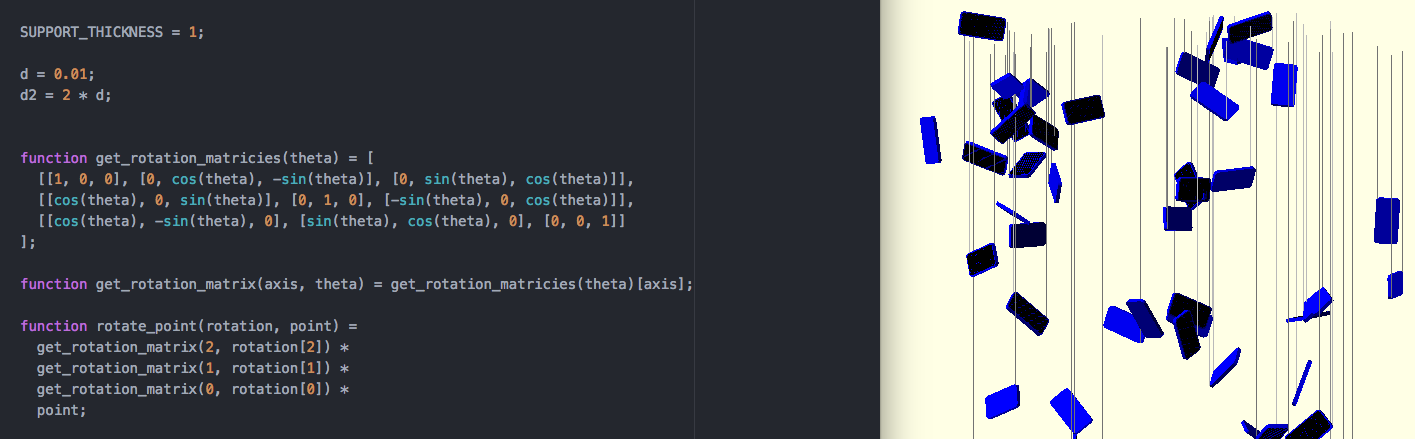 SUPPORT_THICKNESS = 1;
d = 0.01;
d2 = 2 * d;
function get_rotation_matricies(theta) = [
[[1, 0, 0], [0, cos(theta), -sin(theta)], [0, sin(theta), cos(theta)]],
[[cos(theta), 0, sin(theta)], [0, 1, 0], [-sin(theta), 0, cos(theta)]],
[[cos(theta), -sin(theta), 0], [sin(theta), cos(theta), 0], [0, 0, 1]]
];
function get_rotation_matrix(axis, theta) = get_rotation_matricies(theta)[axis];
function rotate_point(rotation, point) =
get_rotation_matrix(2, rotation[2]) *
get_rotation_matrix(1, rotation[1]) *
get_rotation_matrix(0, rotation[0]) *
point;